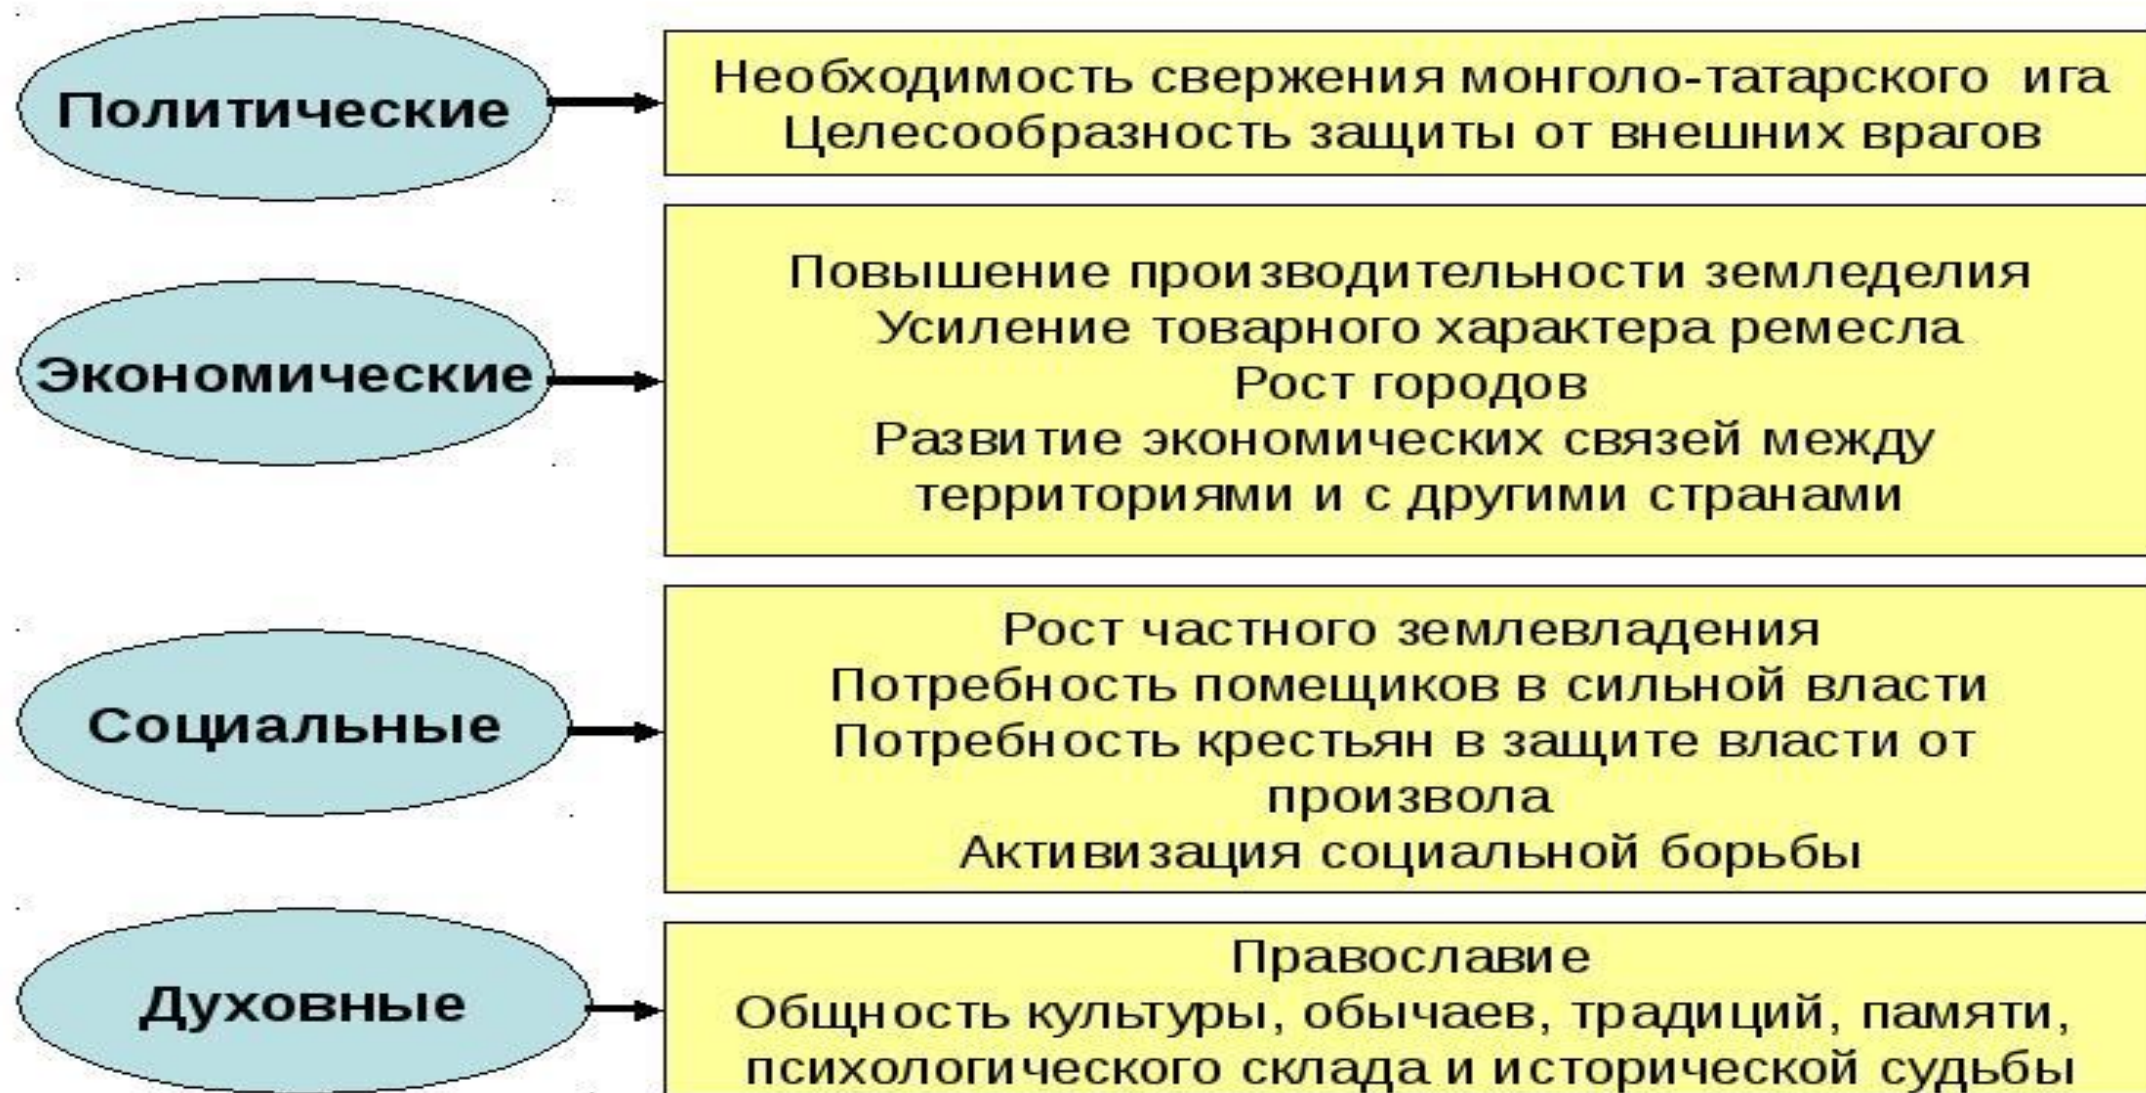 Политические
Необходимость свержения монголо-татарского ига
Целесообразность защиты от внешних врагов
Экономические
Повышение производительности земледелия
Усиление товарного характера ремесла
Рост городов
Развитие экономических связей между
территориями и с другими странами
Социальные
Рост частного землевладения
Потребность помещиков в сильной власти
Потребность крестьян в защите власти от
произвола
Активизация социальной борьбы
Духовные
Православие
Общность культуры, обычаев, традиций, памяти,
психологического склада и исторической судьбы